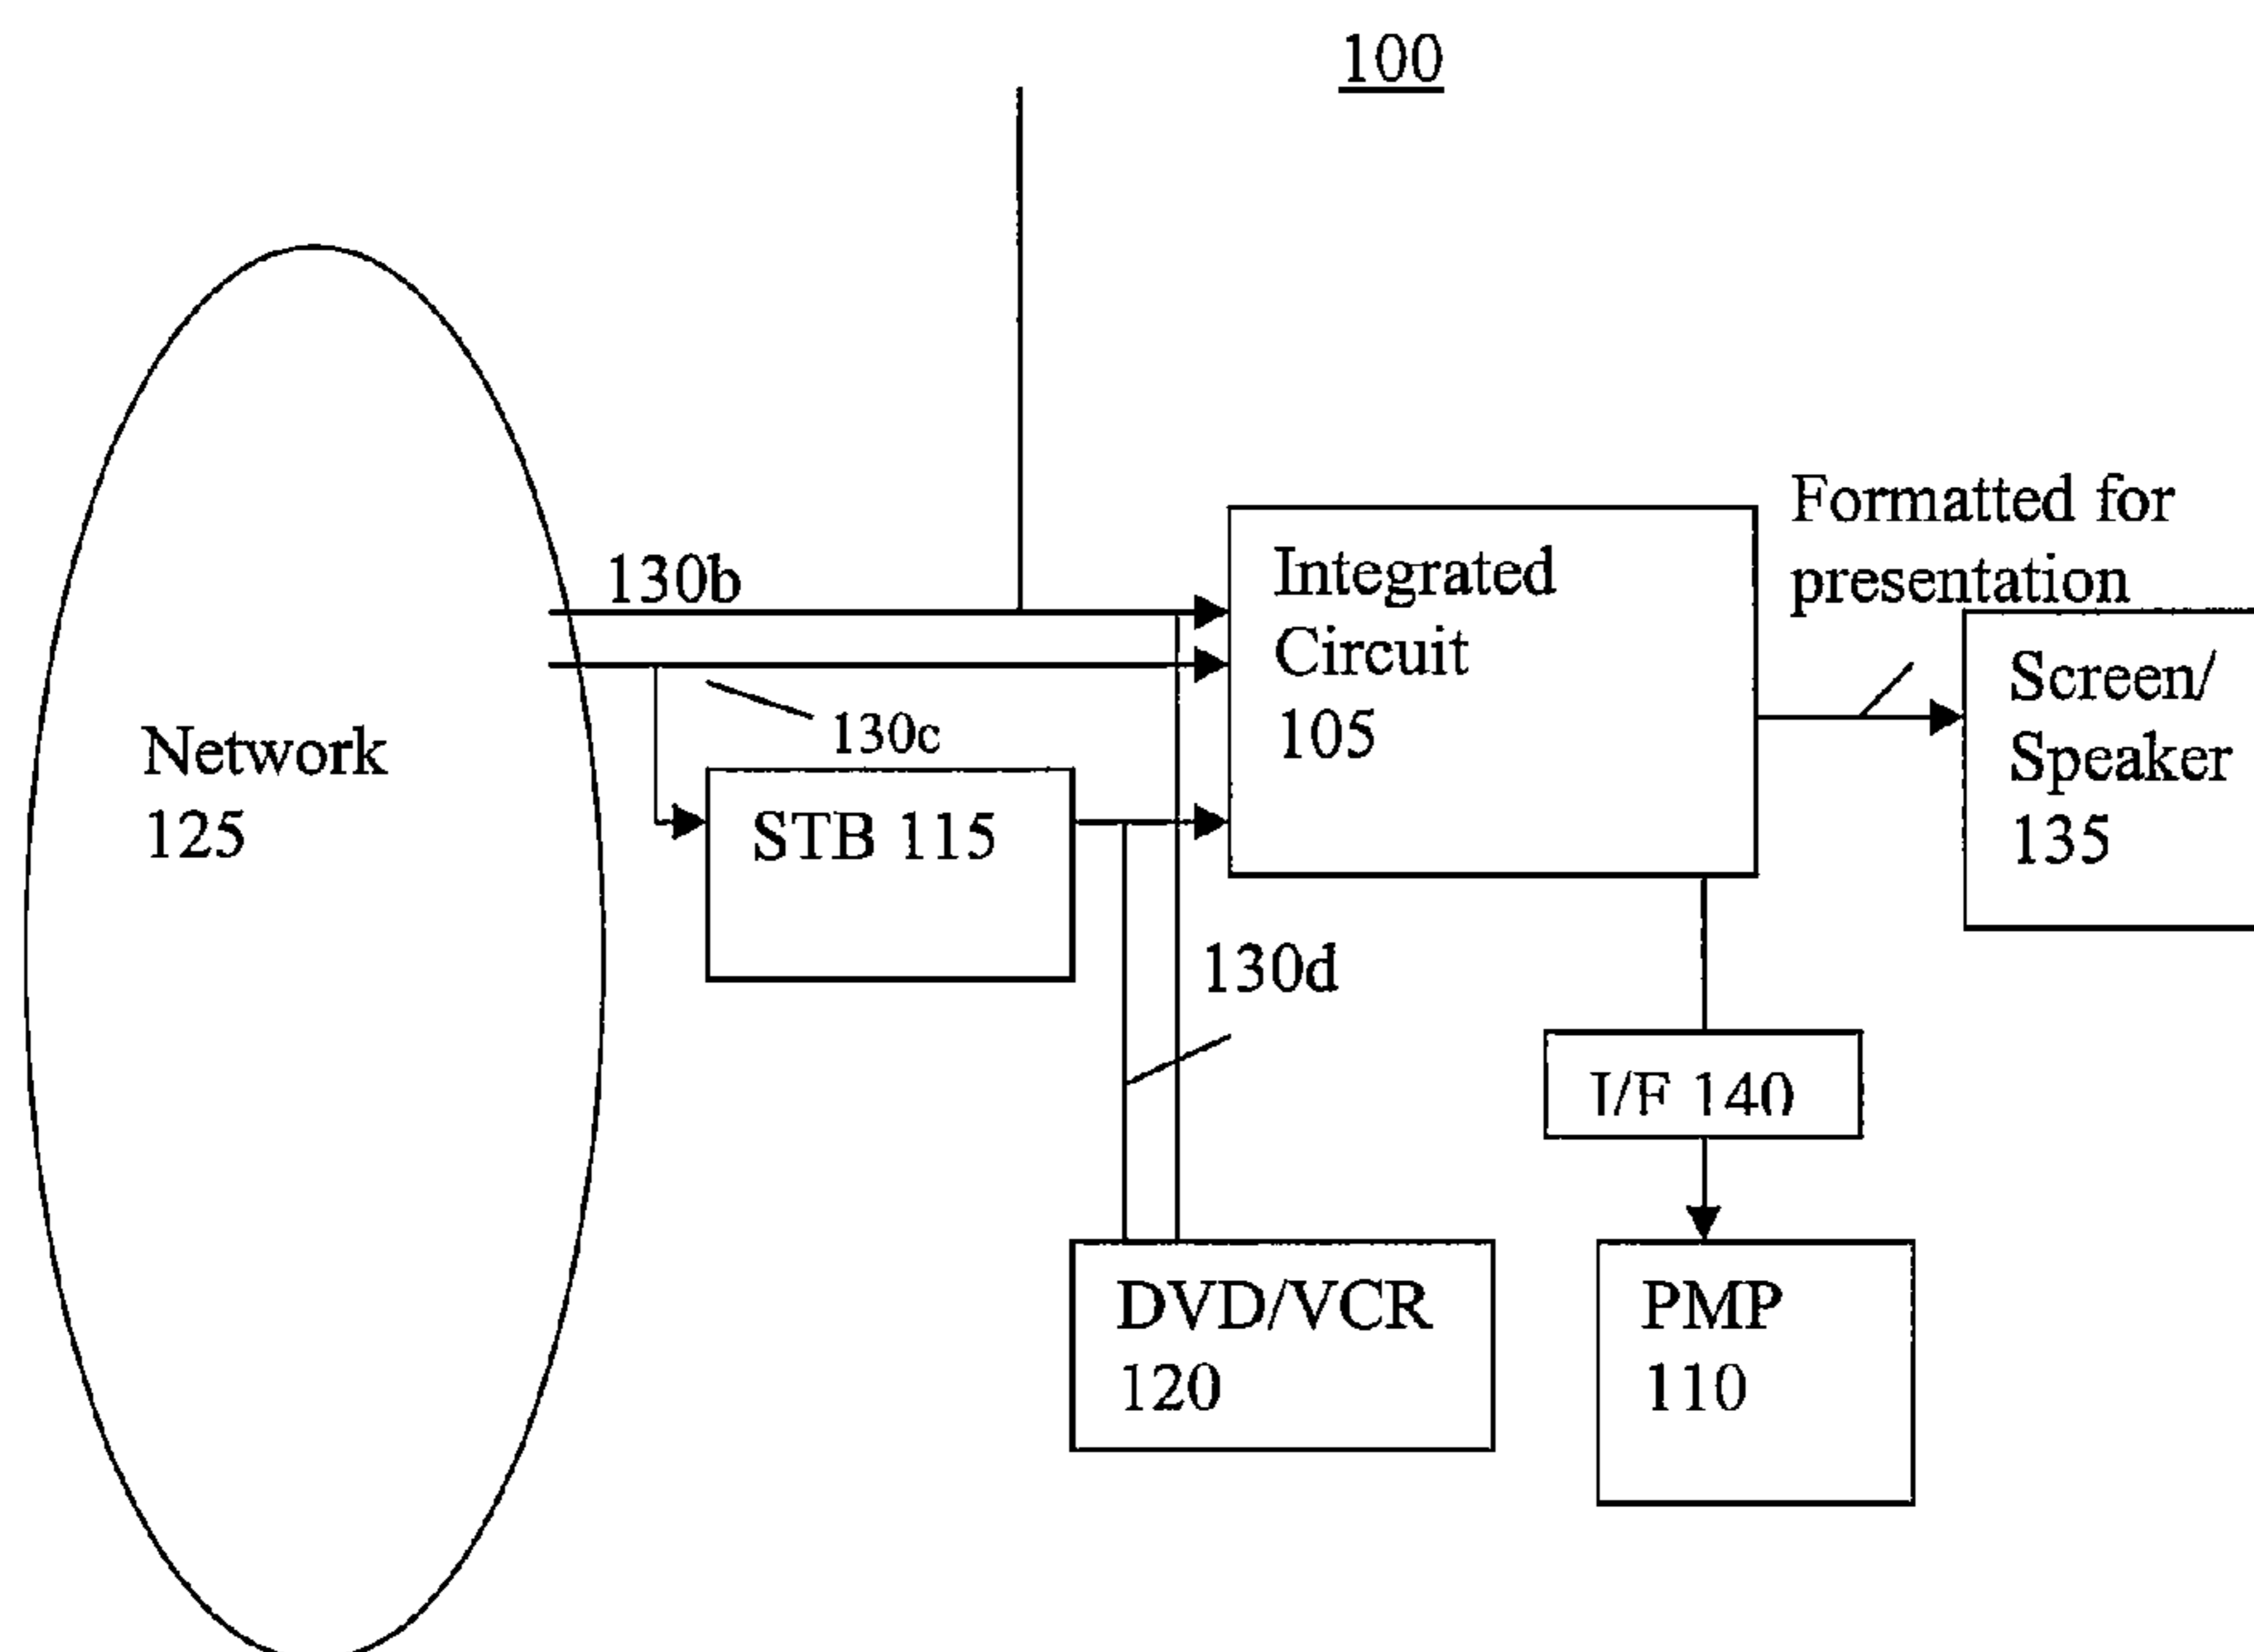 100
130b
Integrated
Circuit
105
Formatted for
presentation
Screen/
Speaker
135
130c
Network
125
STB 115
130d
I/F 140
DVD/VCR
120
PMP
110